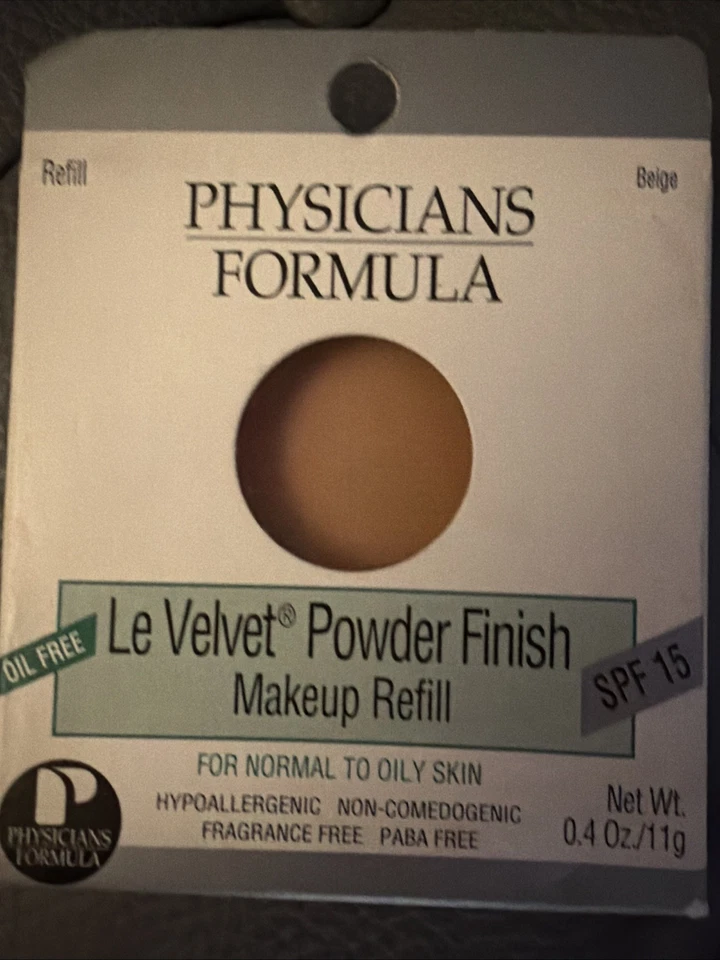 Refill
Beige
PHYSICIANS
FORMULA
OIL FREE
Le Velvet® Powder Finish
Makeup Refill
SPF 15
FOR NORMAL TO OILY SKIN
HYPOALLERGENIC NON-COMEDOGENIC
FRAGRANCE FREE PABA FREE
Net Wt.
0.4 Oz./11g
P
PHYSICIANS
FORMULA